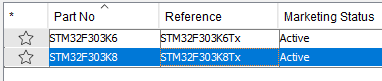 * Part No Reference Marketing Status
STM32F303K6 STM32F303K6Tx Active
STM32F303K8 STM32F303K8Tx Active